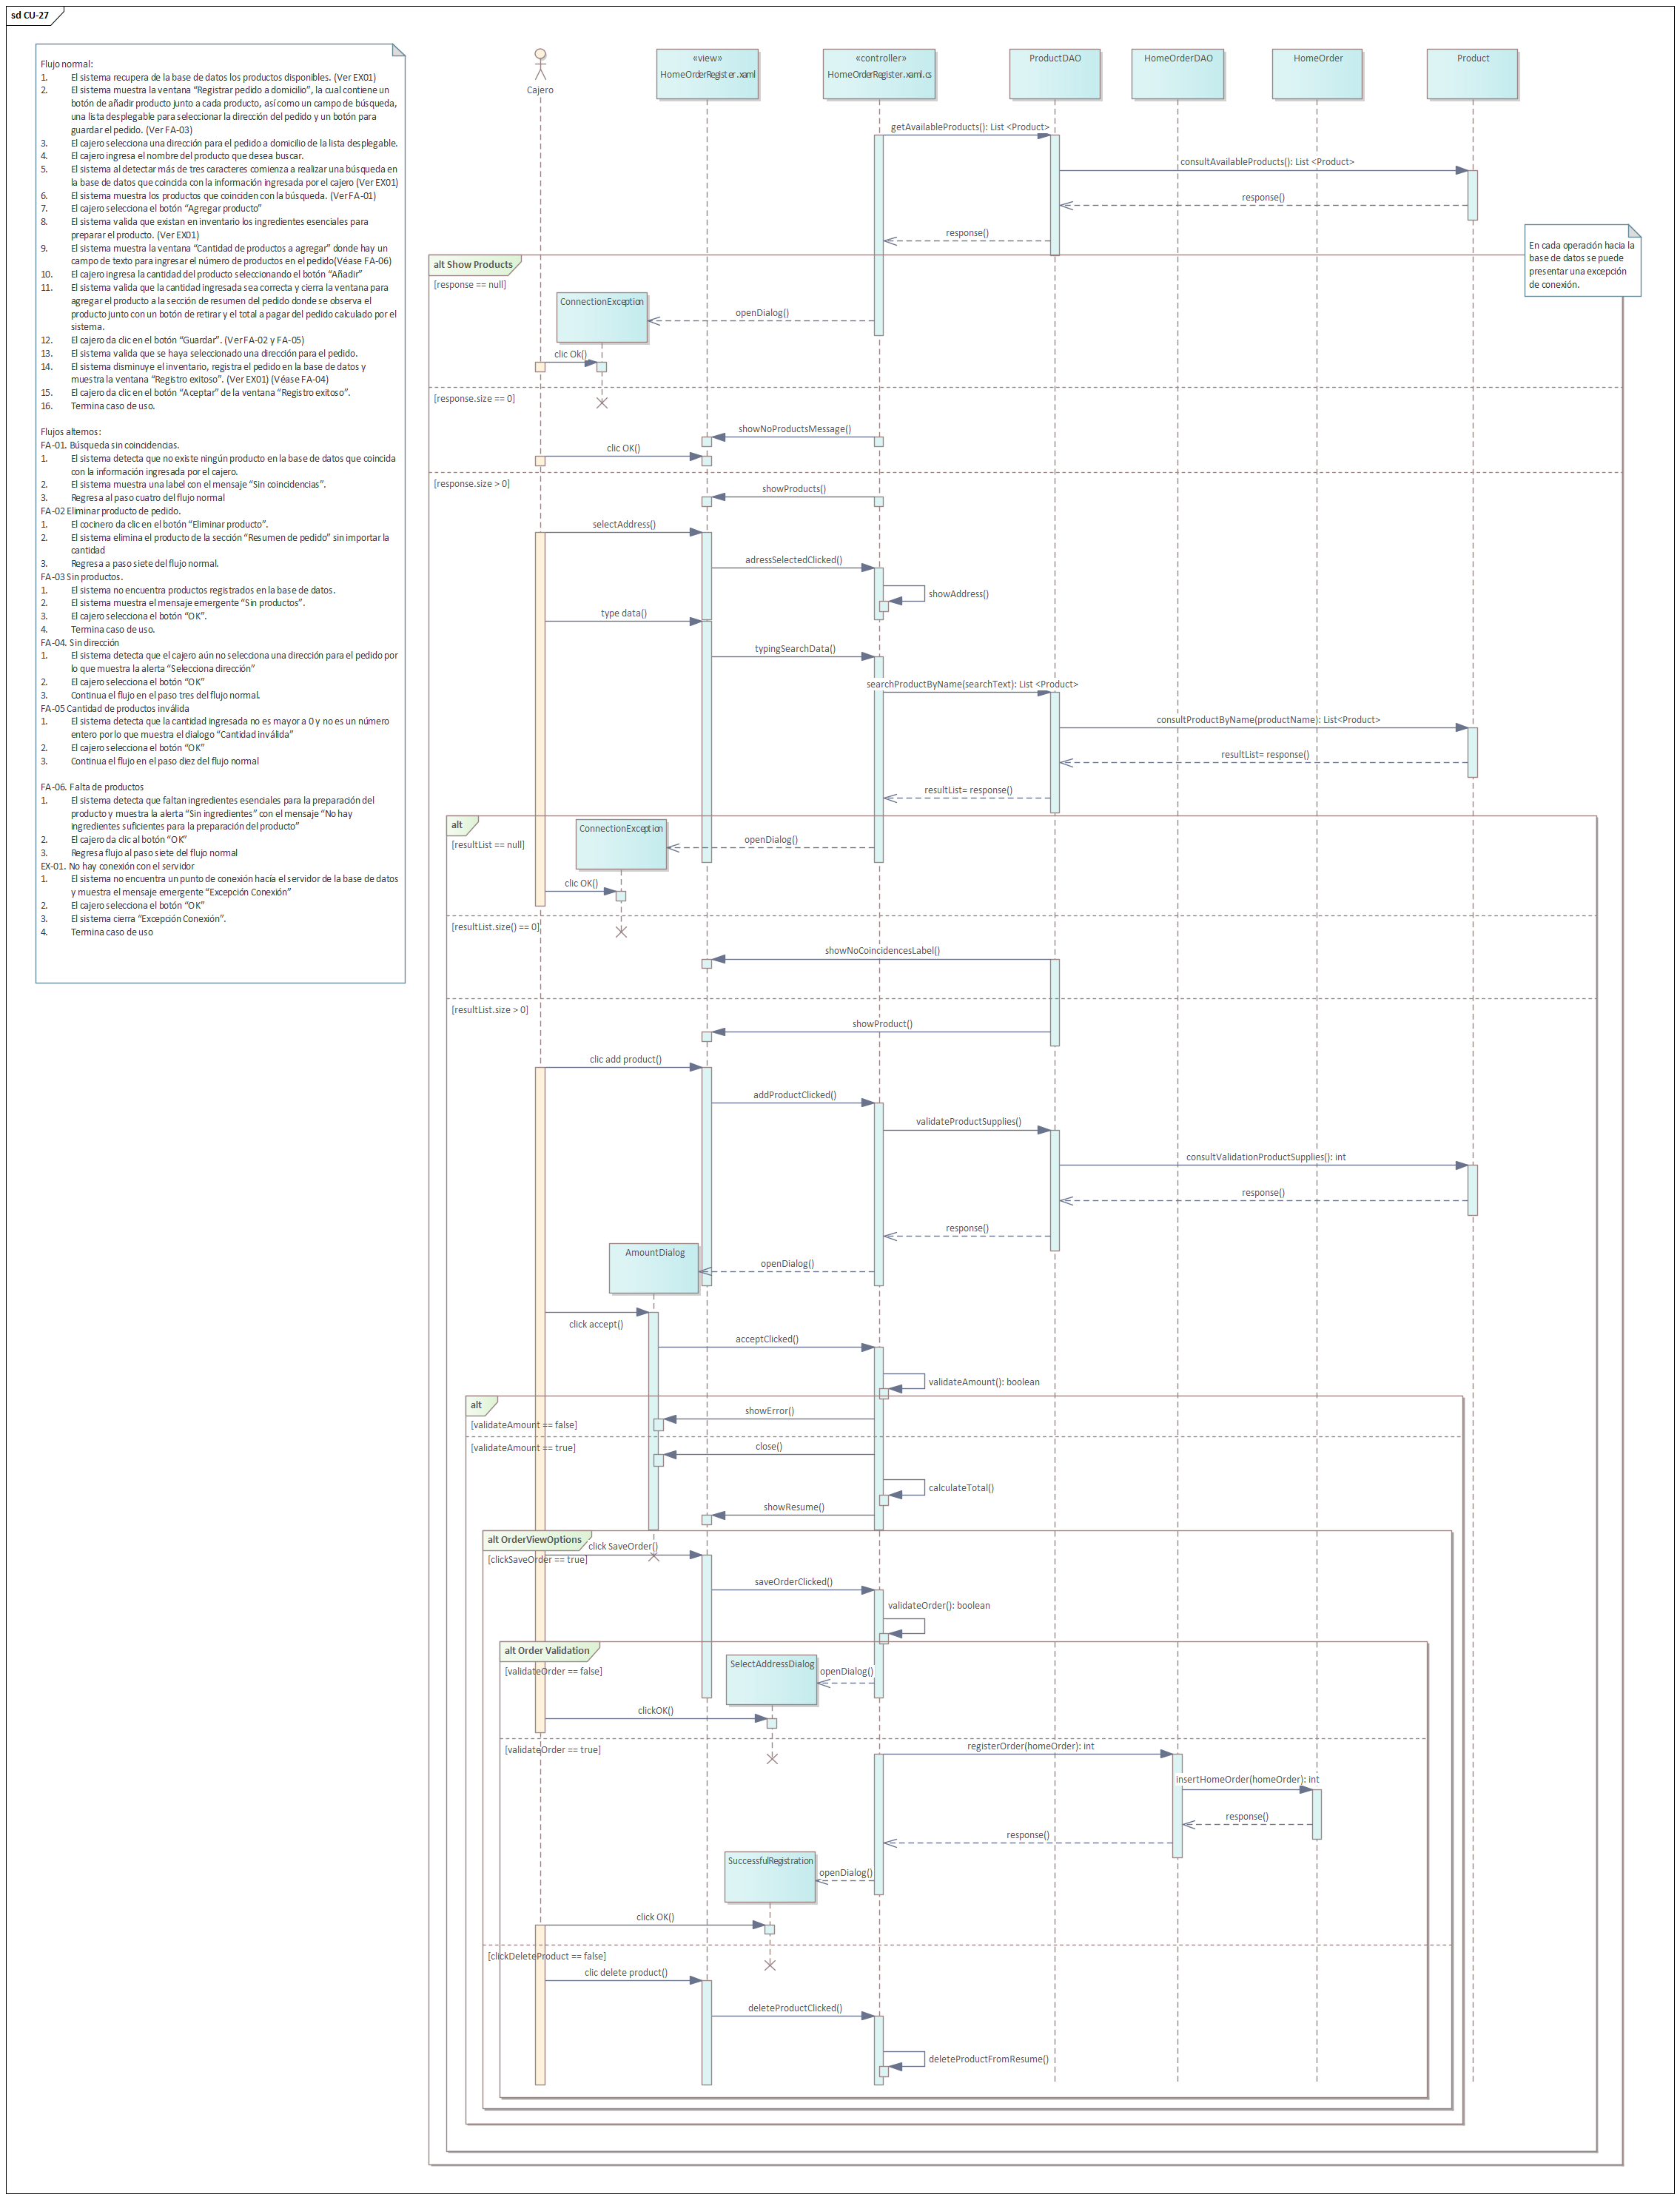 sd CU-27
Flujo normal:
1. El sistema recupera de la base de datos los productos disponibles. (Ver EX01)
2. El sistema muestra la ventana “Registrar pedido a domicilio”, la cual contiene un
botón de añadir producto junto a cada producto, así como un campo de búsqueda,
una lista desplegable para seleccionar la dirección del pedido y un botón para
guardar el pedido. (Ver FA-03)
3. El cajero selecciona una dirección para el pedido a domicilio de la lista desplegable.
4. El cajero ingresa el nombre del producto que desea buscar.
5. El sistema al detectar más de tres caracteres comienza a realizar una búsqueda en
la base de datos que coincida con la información ingresada por el cajero (Ver EX01)
6. El sistema muestra los productos que coinciden con la búsqueda. (Ver FA-01)
7. El cajero selecciona el botón “Agregar producto”
8. El sistema valida que existan en inventario los ingredientes esenciales para
preparar el producto. (Ver EX01)
9. El sistema muestra la ventana “Cantidad de productos a agregar” donde hay un
campo de texto para ingresar el número de productos en el pedido(Véase FA-06)
10. El cajero ingresa la cantidad del producto seleccionando el botón “Añadir”
11. El sistema valida que la cantidad ingresada sea correcta y cierra la ventana para
agregar el producto a la sección de resumen del pedido donde se observa el
producto junto con un botón de retirar y el total a pagar del pedido calculado por el
sistema.
12. El cajero da clic en el botón “Guardar”. (Ver FA-02 y FA-05)
13. El sistema valida que se haya seleccionado una dirección para el pedido.
14. El sistema disminuye el inventario, registra el pedido en la base de datos y
muestra la ventana “Registro exitoso”. (Ver EX01) (Véase FA-04)
15. El cajero da clic en el botón “Aceptar” de la ventana “Registro exitoso”.
16. Termina caso de uso.
Flujos alternos:
FA-01. Búsqueda sin coincidencias.
1. El sistema detecta que no existe ningún producto en la base de datos que coincida
con la información ingresada por el cajero.
2. El sistema muestra una label con el mensaje “Sin coincidencias”.
3. Regresa al paso cuatro del flujo normal
FA-02 Eliminar producto de pedido.
1. El cocinero da clic en el botón “Eliminar producto”.
2. El sistema elimina el producto de la sección “Resumen de pedido” sin importar la
cantidad
3. Regresa a paso siete del flujo normal.
FA-03 Sin productos.
1. El sistema no encuentra productos registrados en la base de datos.
2. El sistema muestra el mensaje emergente “Sin productos”.
3. El cajero selecciona el botón “OK”.
4. Termina caso de uso.
FA-04. Sin dirección
1. El sistema detecta que el cajero aún no selecciona una dirección para el pedido por
lo que muestra la alerta “Selecciona dirección”
2. El cajero selecciona el botón “OK”
3. Continua el flujo en el paso tres del flujo normal.
FA-05 Cantidad de productos inválida
1. El sistema detecta que la cantidad ingresada no es mayor a 0 y no es un número
entero por lo que muestra el dialogo “Cantidad inválida”
2. El cajero selecciona el botón “OK”
3. Continua el flujo en el paso diez del flujo normal
FA-06. Falta de productos
1. El sistema detecta que faltan ingredientes esenciales para la preparación del
producto y muestra la alerta “Sin ingredientes” con el mensaje “No hay
ingredientes suficientes para la preparación del producto”
2. El cajero da clic al botón “OK”
3. Regresa flujo al paso siete del flujo normal
EX-01. No hay conexión con el servidor
1. El sistema no encuentra un punto de conexión hacía el servidor de la base de datos
y muestra el mensaje emergente “Excepción Conexión”
2. El cajero selecciona el botón “OK”
3. El sistema cierra “Excepción Conexión”.
4. Termina caso de uso
Cajero
«view»
HomeOrderRegister.xaml
«controller»
HomeOrderRegister.xaml.cs
ProductDAO
HomeOrderDAO
HomeOrder
Product
getAvailableProducts(): List <Product>
consultAvailableProducts(): List <Product>
response()
response()
En cada operación hacia la
base de datos se puede
presentar una excepción
de conexión.
alt Show Products
[response == null]
ConnectionException
openDialog()
clic Ok()
[response.size == 0]
showNoProductsMessage()
clic OK()
[response.size > 0]
showProducts()
selectAddress()
adressSelectedClicked()
showAddress()
type data()
typingSearchData()
searchProductByName(searchText): List <Product>
consultProductByName(productName): List<Product>
resultList= response()
resultList= response()
alt
[resultList == null]
ConnectionException
openDialog()
clic OK()
[resultList.size() == 0]
showNoCoincidencesLabel()
[resultList.size > 0]
showProduct()
clic add product()
addProductClicked()
validateProductSupplies()
consultValidationProductSupplies(): int
response()
response()
AmountDialog
openDialog()
click accept()
acceptClicked()
validateAmount(): boolean
alt
[validateAmount == false]
showError()
[validateAmount == true]
close()
calculateTotal()
showResume()
alt OrderViewOptions
[clickSaveOrder == true]
click SaveOrder()
saveOrderClicked()
validateOrder(): boolean
alt Order Validation
[validateOrder == false]
SelectAddressDialog
openDialog()
clickOK()
[validateOrder == true]
registerOrder(homeOrder): int
insertHomeOrder(homeOrder): int
response()
response()
SuccessfulRegistration
openDialog()
click OK()
[clickDeleteProduct == false]
clic delete product()
deleteProductClicked()
deleteProductFromResume()